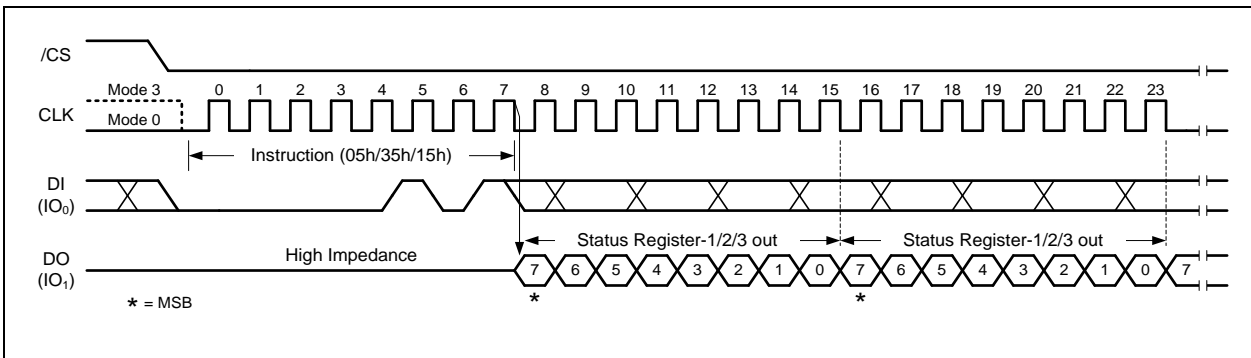 /CS
Mode 3
0 1 2 3 4 5 6 7 8 9 10 11 12 13 14 15 16 17 18 19 20 21 22 23
CLK
Mode 0
Instruction (05h/35h/15h)
DI
(IO₀)
Status Register-1/2/3 out Status Register-1/2/3 out
High Impedance
DO
(IO₁)
7 6 5 4 3 2 1 0 7 6 5 4 3 2 1 0 7
* *
* = MSB